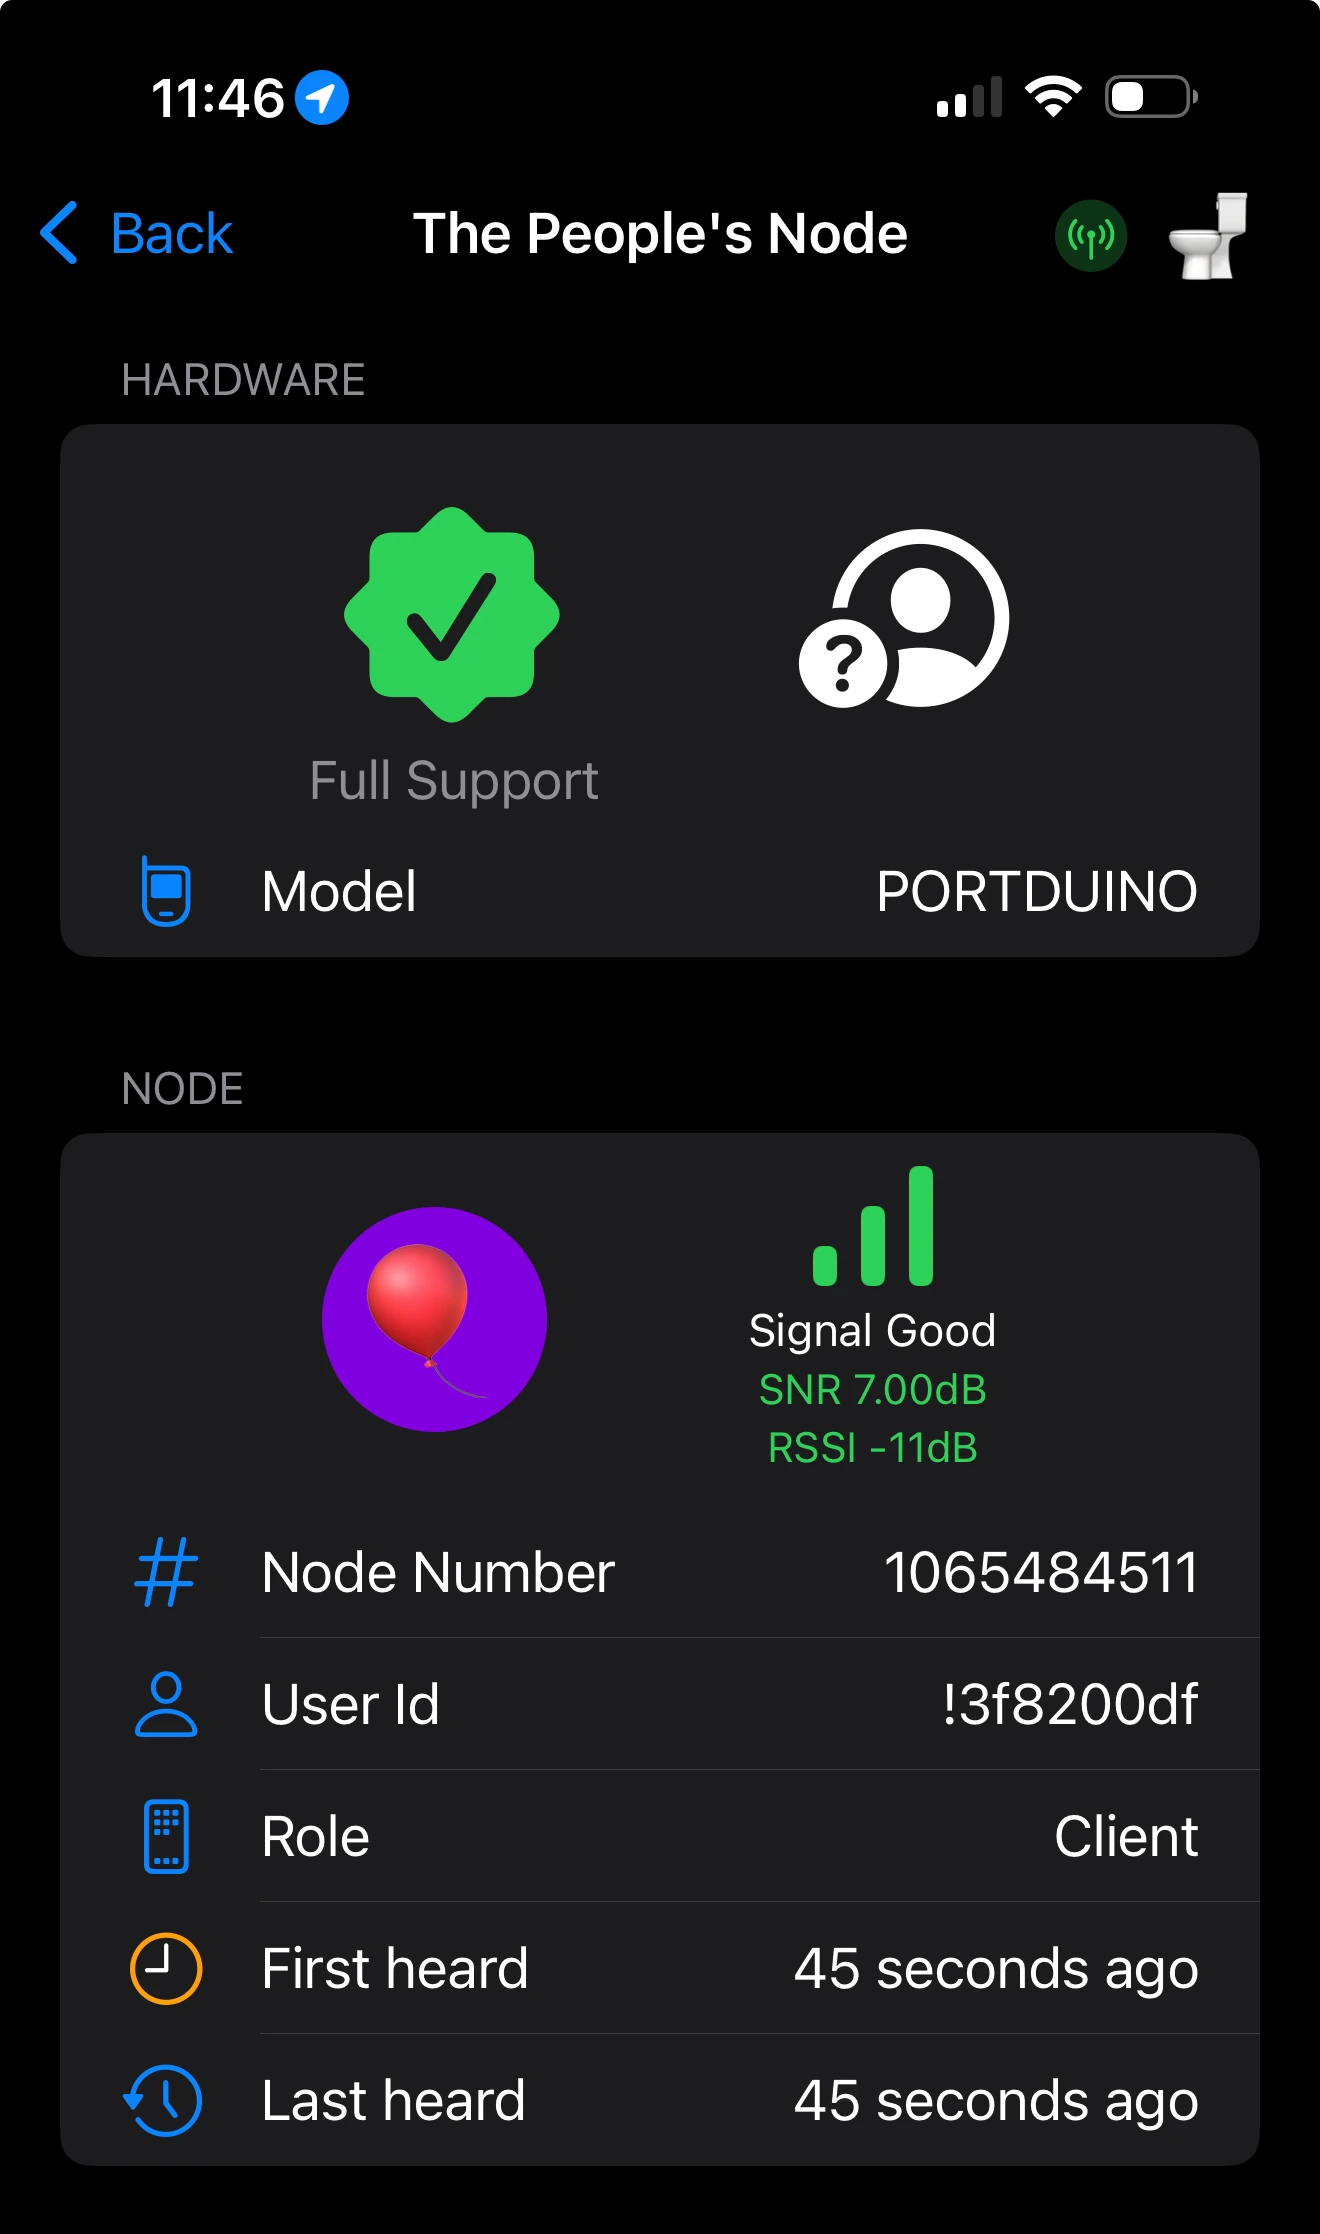 11:46
Back
The People's Node
HARDWARE
Full Support
Model PORTDUINO
NODE
Signal Good
SNR 7.00dB
RSSI -11dB
Node Number 1065484511
User Id !3f8200df
Role Client
First heard 45 seconds ago
Last heard 45 seconds ago